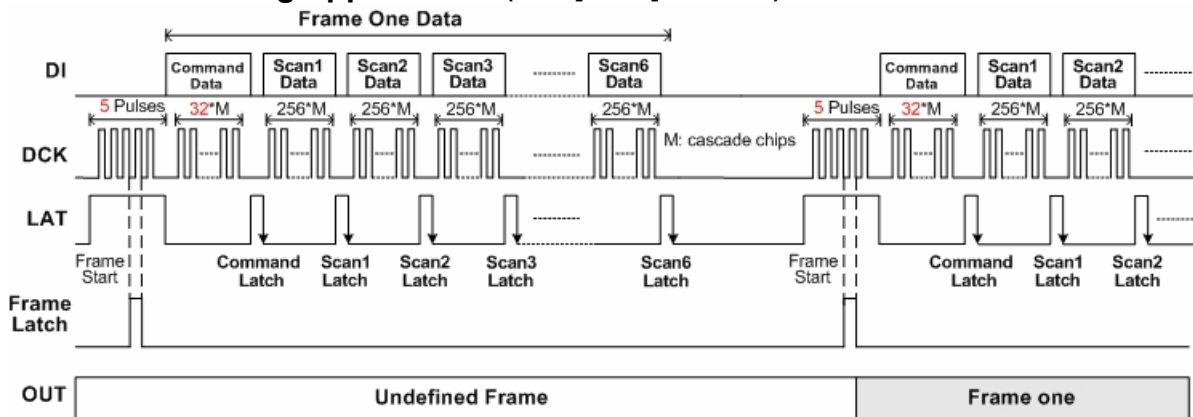 Frame One Data
DI
Command Data
Scan1 Data
Scan2 Data
Scan3 Data
Scan6 Data
Command Data
Scan1 Data
Scan2 Data
5 Pulses
32*M
256*M
256*M
256*M
256*M
5 Pulses
32*M
256*M
256*M
DCK
M: cascade chips
LAT
Frame Start
Command Latch
Scan1 Latch
Scan2 Latch
Scan3 Latch
Scan6 Latch
Frame Start
Command Latch
Scan1 Latch
Scan2 Latch
Frame Latch
OUT
Undefined Frame
Frame one